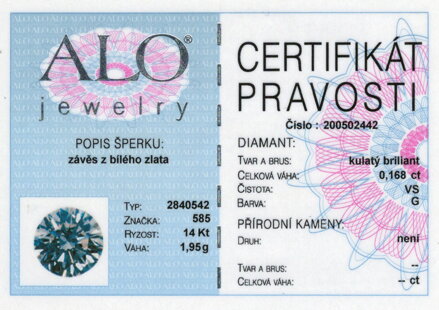 ALO®
jewelry
POPIS ŠPERKU:
závěs z bílého zlata
TYP: 2840542
ZNAČKA: 585
RYZOST: 14 Kt
VÁHA: 1,95g
CERTIFIKÁT
PRAVOSTI
Číslo : 200502442
DIAMANT:
TVAR A BRUS: kulatý briliant
CELKOVÁ VÁHA: 0,168 ct
ČISTOTA: VS
BARVA: G
PŘÍRODNÍ KAMENY:
DRUH: není
TVAR A BRUS: --
CELKOVÁ VÁHA: -- ct